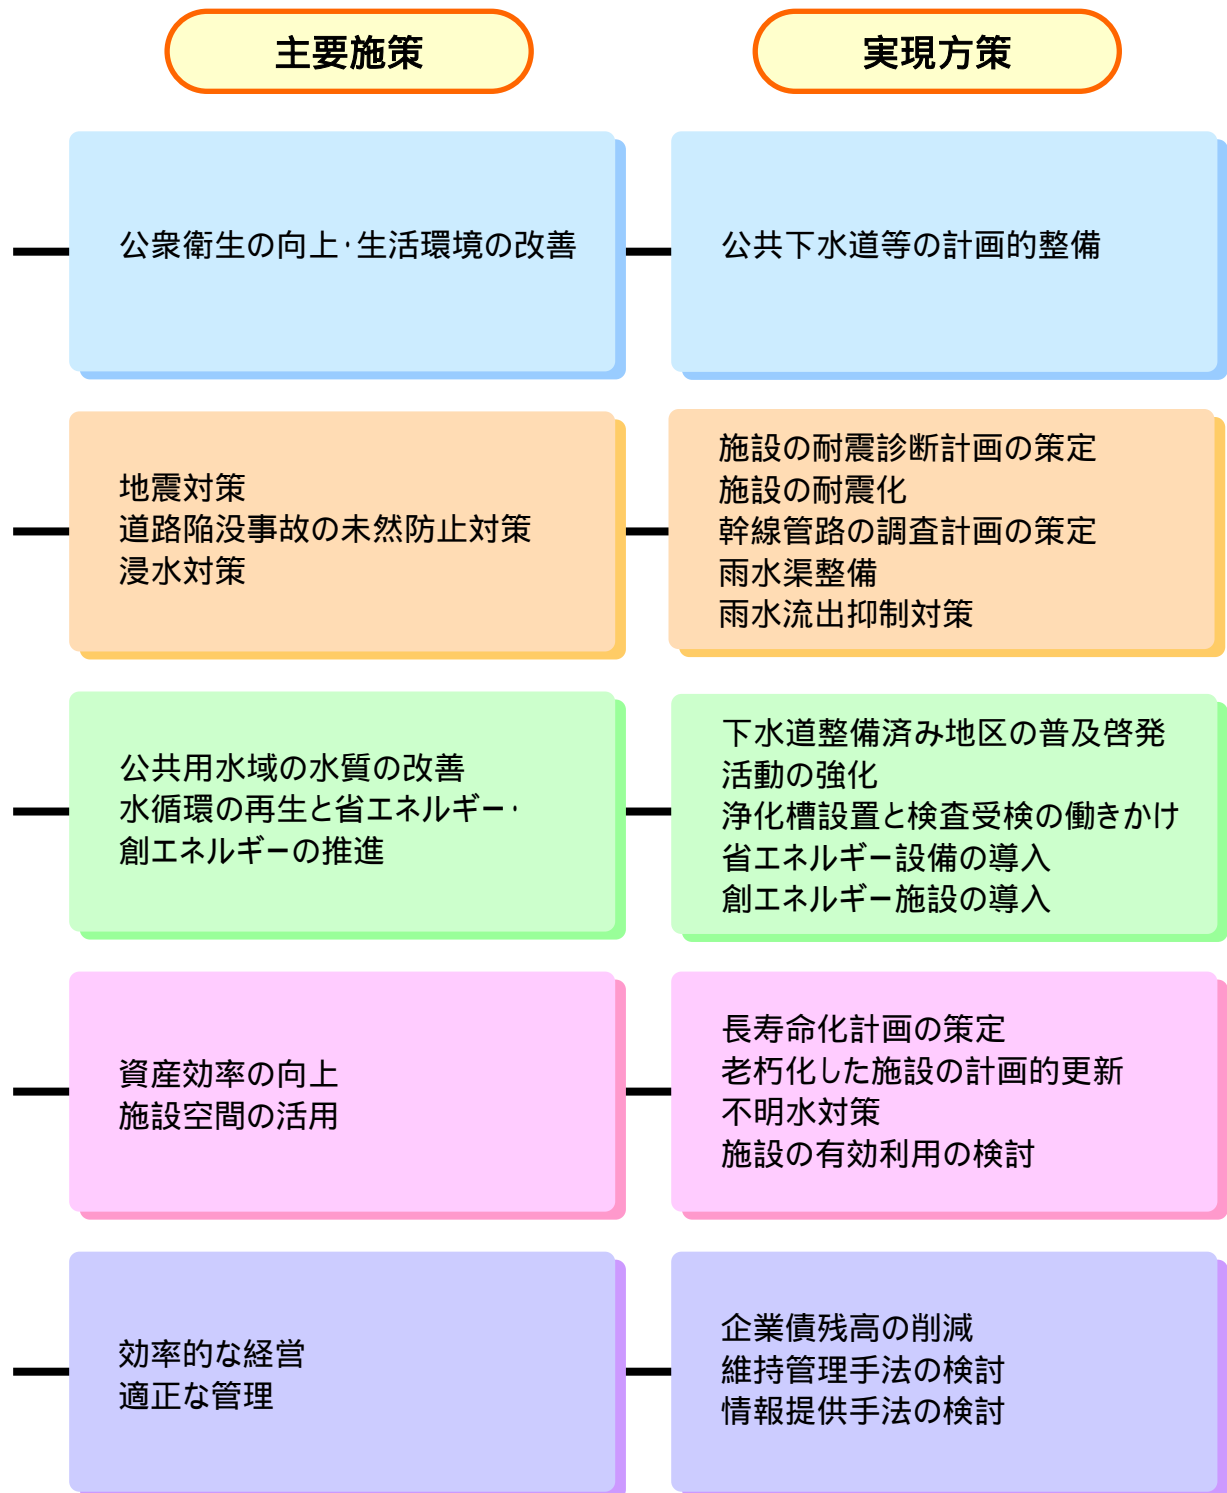 主要施策
実現方策
公衆衛生の向上・生活環境の改善
公共下水道等の計画的整備
地震対策
道路陥没事故の未然防止対策
浸水対策
施設の耐震診断計画の策定
施設の耐震化
幹線管路の調査計画の策定
雨水渠整備
雨水流出抑制対策
公共用水域の水質の改善
水循環の再生と省エネルギー・
創エネルギーの推進
下水道整備済み地区の普及啓発
活動の強化
浄化槽設置と検査受検の働きかけ
省エネルギー設備の導入
創エネルギー施設の導入
資産効率の向上
施設空間の活用
長寿命化計画の策定
老朽化した施設の計画的更新
不明水対策
施設の有効利用の検討
効率的な経営
適正な管理
企業債残高の削減
維持管理手法の検討
情報提供手法の検討